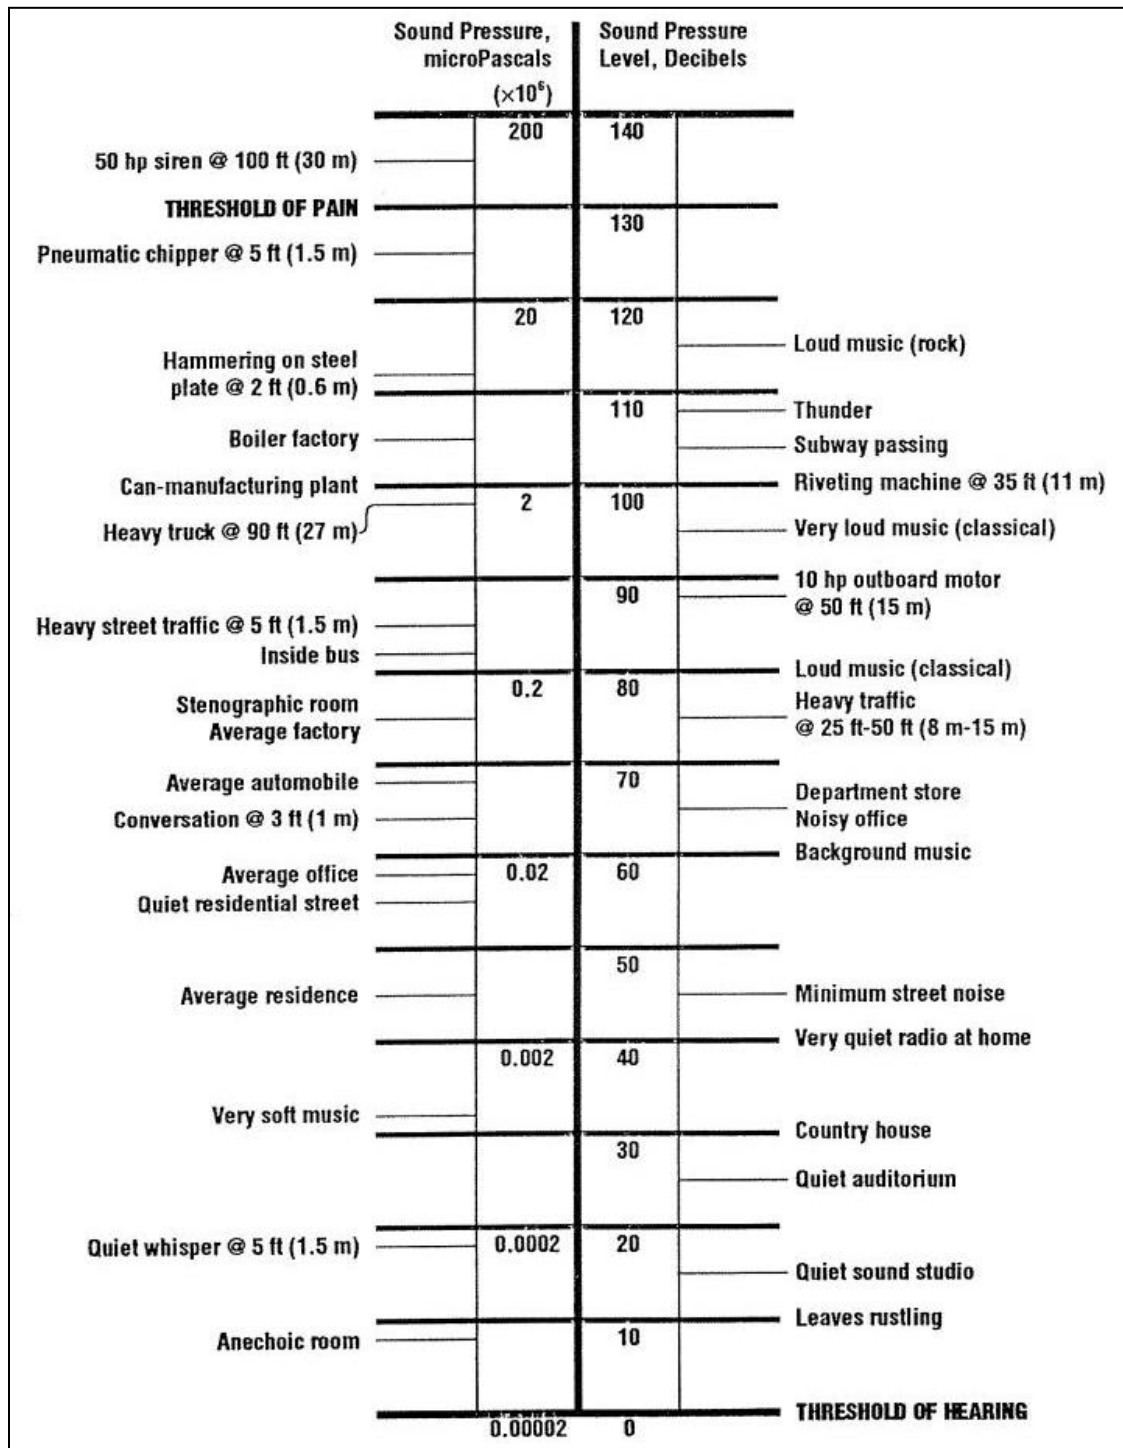 Sound Pressure,
microPascals
(×10⁶)
Sound Pressure
Level, Decibels
200 140
50 hp siren @ 100 ft (30 m)
THRESHOLD OF PAIN
130
Pneumatic chipper @ 5 ft (1.5 m)
20 120
Loud music (rock)
Hammering on steel
plate @ 2 ft (0.6 m)
110
Thunder
Boiler factory
Subway passing
Can-manufacturing plant
Riveting machine @ 35 ft (11 m)
2 100
Heavy truck @ 90 ft (27 m)
Very loud music (classical)
10 hp outboard motor
@ 50 ft (15 m)
90
Heavy street traffic @ 5 ft (1.5 m)
Inside bus
Loud music (classical)
0.2 80
Stenographic room
Average factory
Heavy traffic
@ 25 ft-50 ft (8 m-15 m)
Average automobile
70
Department store
Noisy office
Conversation @ 3 ft (1 m)
Background music
0.02 60
Average office
Quiet residential street
50
Average residence
Minimum street noise
Very quiet radio at home
0.002 40
Very soft music
Country house
30
Quiet auditorium
Quiet whisper @ 5 ft (1.5 m)
0.0002 20
Quiet sound studio
Leaves rustling
Anechoic room
10
THRESHOLD OF HEARING
0.00002 0